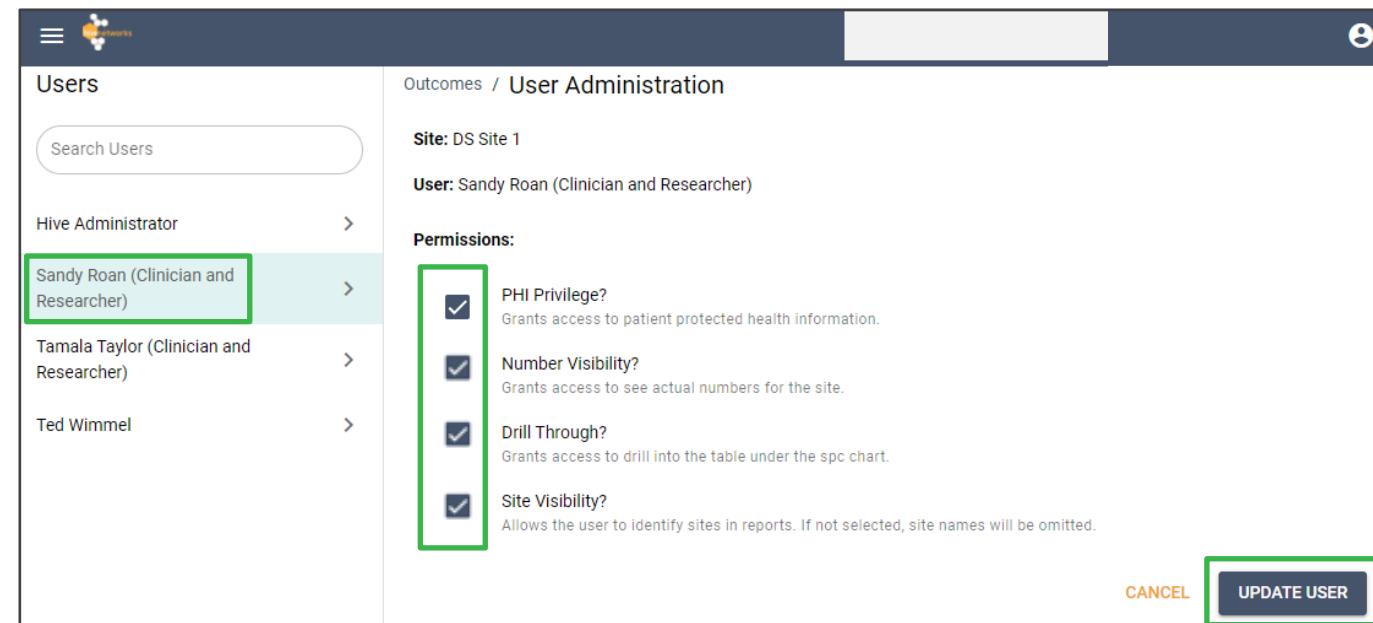 networks
Users
Search Users
Hive Administrator
Sandy Roan (Clinician and
Researcher)
Tamala Taylor (Clinician and
Researcher)
Ted Wimmel
Outcomes / User Administration
Site: DS Site 1
User: Sandy Roan (Clinician and Researcher)
Permissions:
PHI Privilege?
Grants access to patient protected health information.
Number Visibility?
Grants access to see actual numbers for the site.
Drill Through?
Grants access to drill into the table under the spc chart.
Site Visibility?
Allows the user to identify sites in reports. If not selected, site names will be omitted.
CANCEL
UPDATE USER